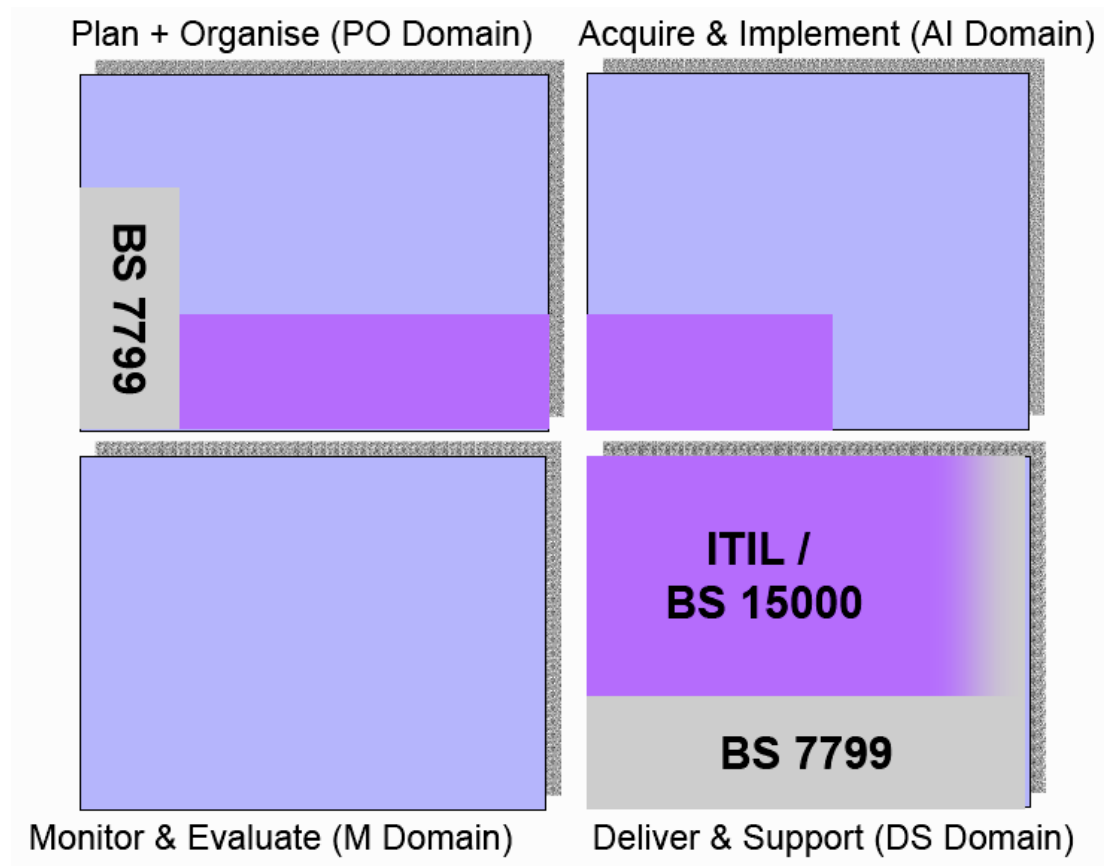 Plan + Organise (PO Domain)
Acquire & Implement (AI Domain)
BS 7799
ITIL /
BS 15000
BS 7799
Monitor & Evaluate (M Domain)
Deliver & Support (DS Domain)